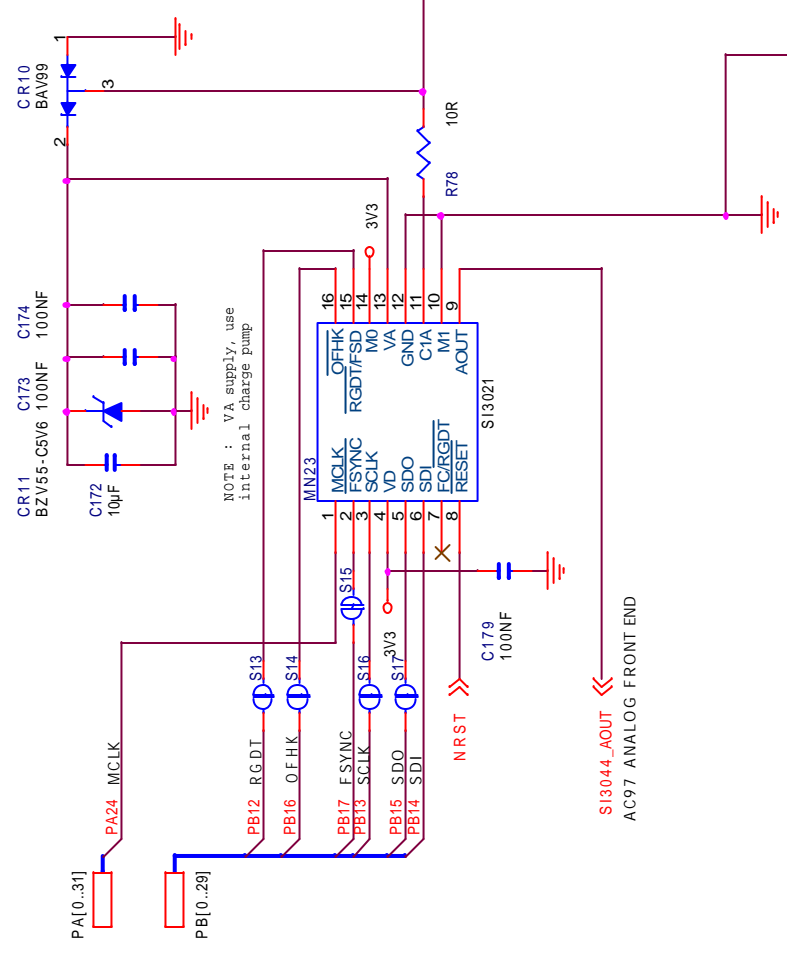 1
CR10
BAV99
3
2
10R
R78
C174
100NF
C173
100NF
CR11
BZV55-C5V6
C172
10µF
NOTE : VA supply, use
internal charge pump
3V3
16
15
14
13
12
11
10
9
OFHK
RGDT/FSD
M0
VA
GND
C1A
M1
AOUT
MN23
SI3021
MCLK
FSYNC
SCLK
VD
SDO
SDI
FC/RGDT
RESET
1
2
3
4
5
6
7
8
S15
3V3
C179
100NF
S13
S14
S16
S17
MCLK
RGDT
OFHK
FSYNC
SCLK
SDO
SDI
PA24
PB12
PB16
PB17
PB13
PB15
PB14
NRST
SI3044_AOUT
AC97 ANALOG FRONT END
PA[0..31]
PB[0..29]